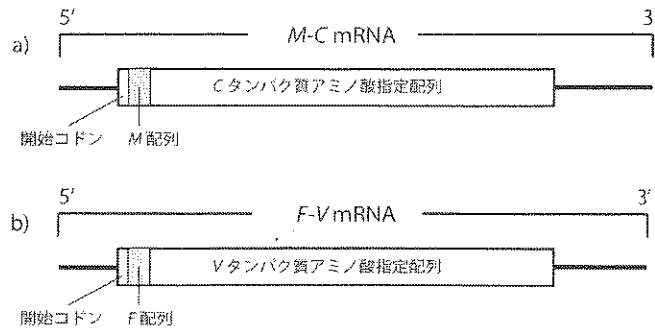 5′ 3
a) M-C mRNA
Cタンパク質アミノ酸指定配列
開始コドン M配列
5′ 3′
b) F-V mRNA
Vタンパク質アミノ酸指定配列
開始コドン F配列